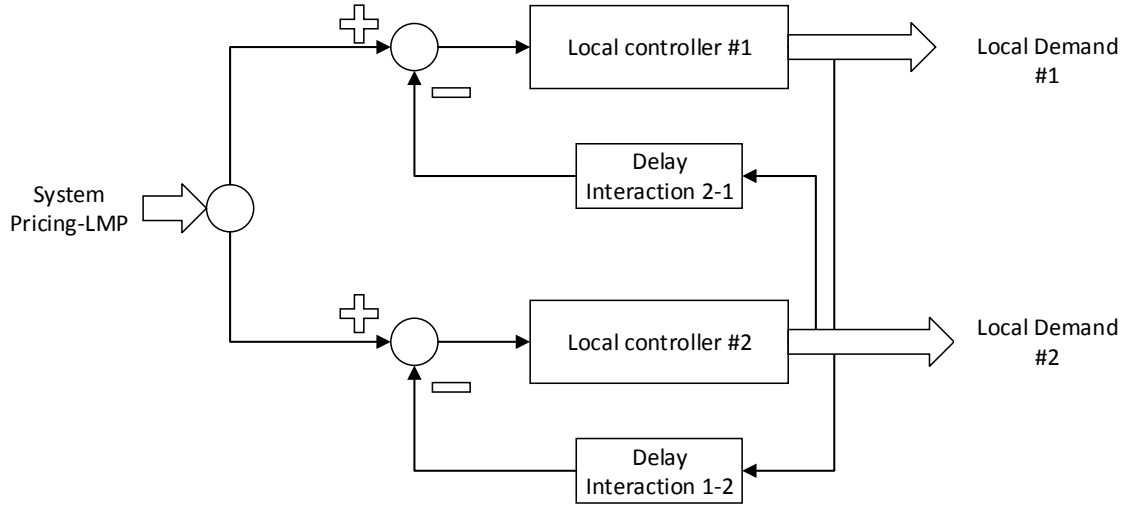 Local controller #1
Local Demand
#1
Delay
Interaction 2-1
System
Pricing-LMP
Local controller #2
Local Demand
#2
Delay
Interaction 1-2